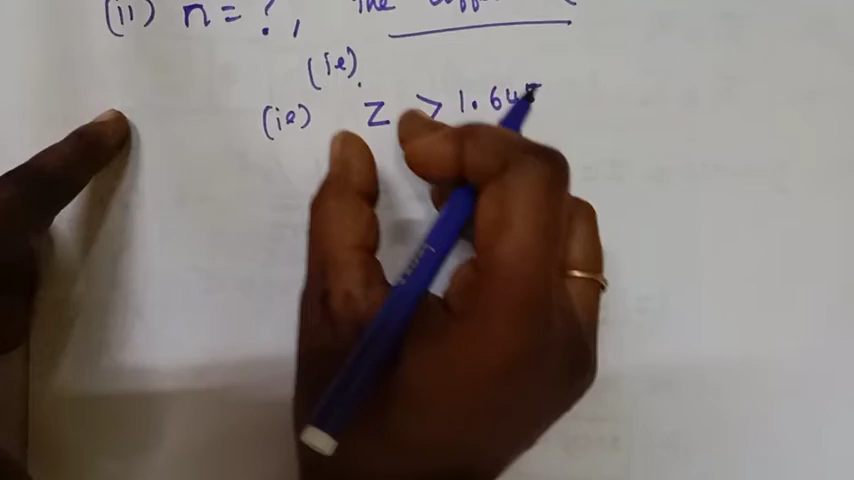 (ii) n = ?, The
(ie).
(ie) Z > 1.645